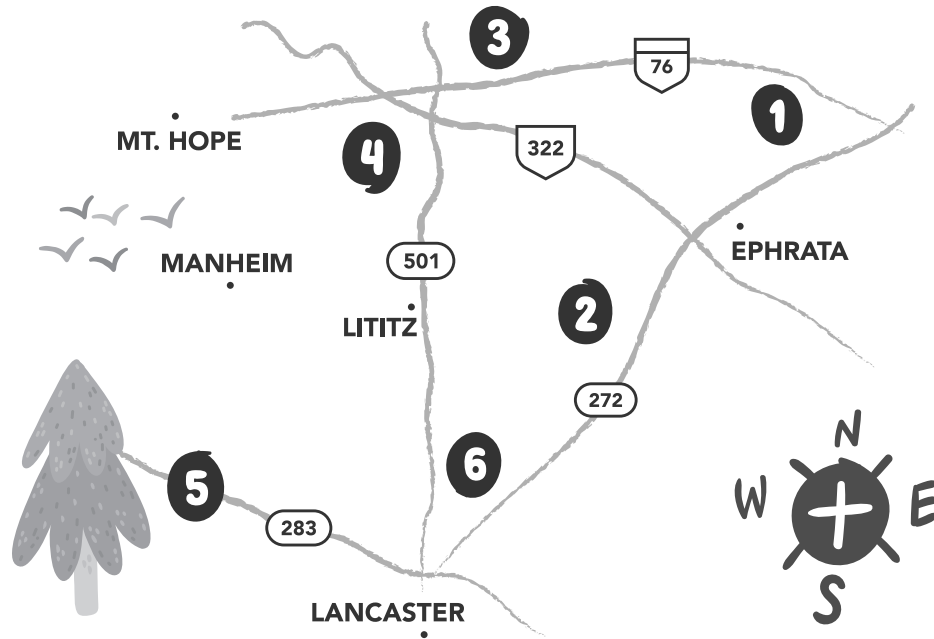 3
76
1
MT. HOPE
4
322
EPHRATA
501
MANHEIM
LITITZ
2
272
N
W
E
S
6
5
283
LANCASTER